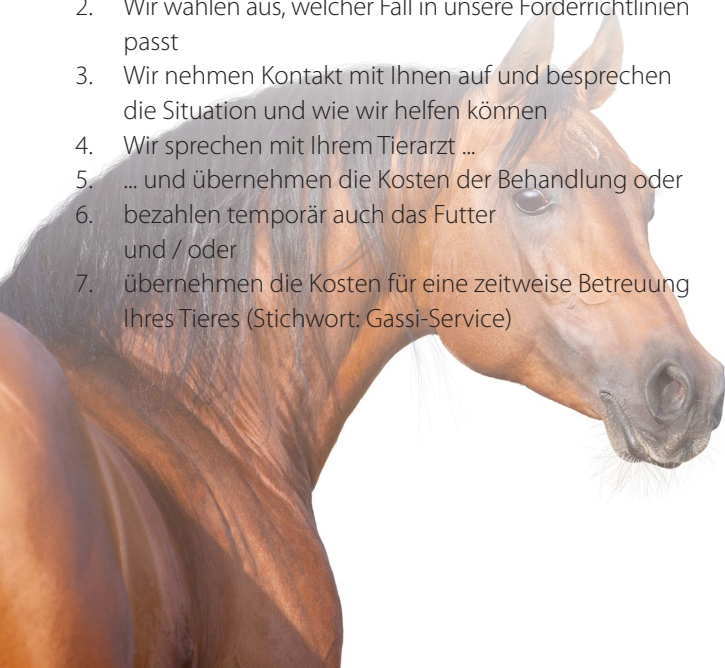 2. Wir wählen aus, welcher Fall in unsere Förderrichtlinien
passt
3. Wir nehmen Kontakt mit Ihnen auf und besprechen
die Situation und wie wir helfen können
4. Wir sprechen mit Ihrem Tierarzt ...
5. ... und übernehmen die Kosten der Behandlung oder
6. bezahlen temporär auch das Futter
und / oder
7. übernehmen die Kosten für eine zeitweise Betreuung
Ihres Tieres (Stichwort: Gassi-Service)